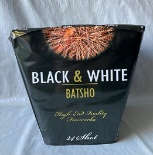 BLACK & WHITE
BATSHO
High End Quality
Fireworks
24 Shot